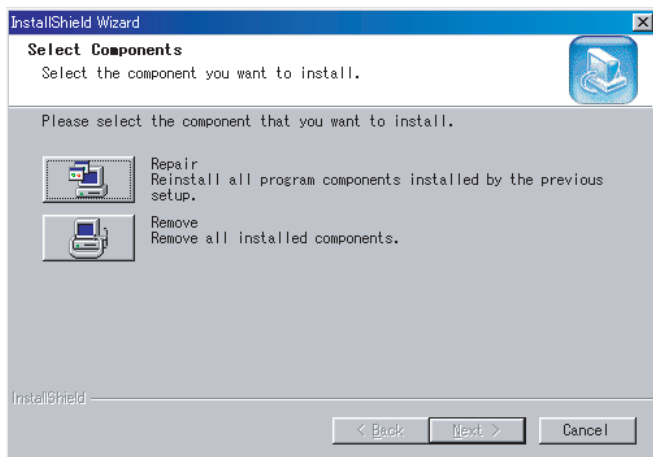 InstallShield Wizard
Select Components
Select the component you want to install.
Please select the component that you want to install.
Repair
Reinstall all program components installed by the previous
setup.
Remove
Remove all installed components.
InstallShield
< Back
Next >
Cancel